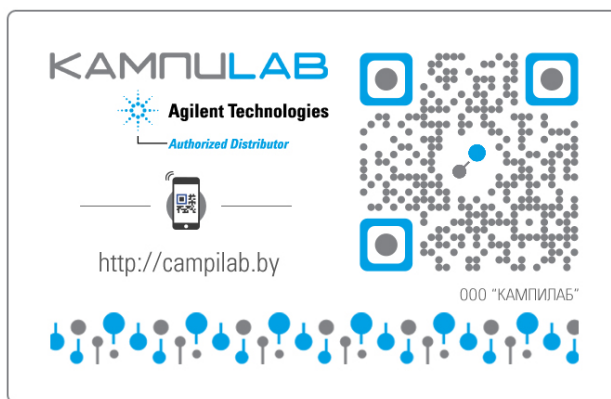 КАМПИLAB
Agilent Technologies
Authorized Distributor
http://campilab.by
ООО "КАМПИЛАБ"